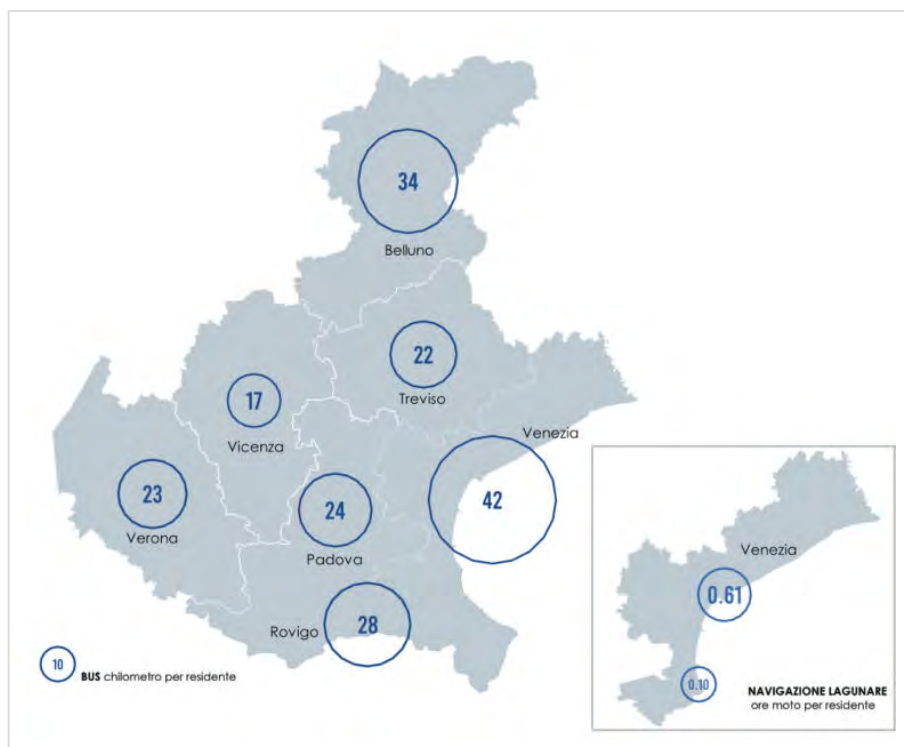 34
Belluno
22
Treviso
17
Vicenza
Venezia
42
23
Verona
24
Padova
Rovigo
28
10
BUS chilometro per residente
Venezia
0.61
0.10
NAVIGAZIONE LAGUNARE
ore moto per residente